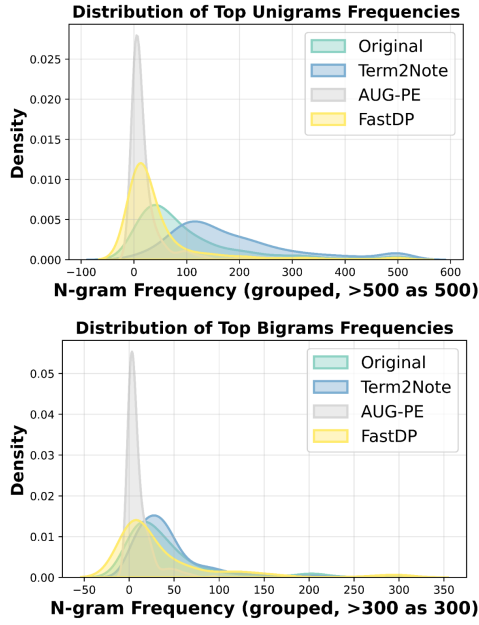 Distribution of Top Unigrams Frequencies
Density
0.025
0.020
0.015
0.010
0.005
0.000
Original
Term2Note
AUG-PE
FastDP
−100 0 100 200 300 400 500 600
N-gram Frequency (grouped, >500 as 500)
Distribution of Top Bigrams Frequencies
Density
0.05
0.04
0.03
0.02
0.01
0.00
Original
Term2Note
AUG-PE
FastDP
−50 0 50 100 150 200 250 300 350
N-gram Frequency (grouped, >300 as 300)